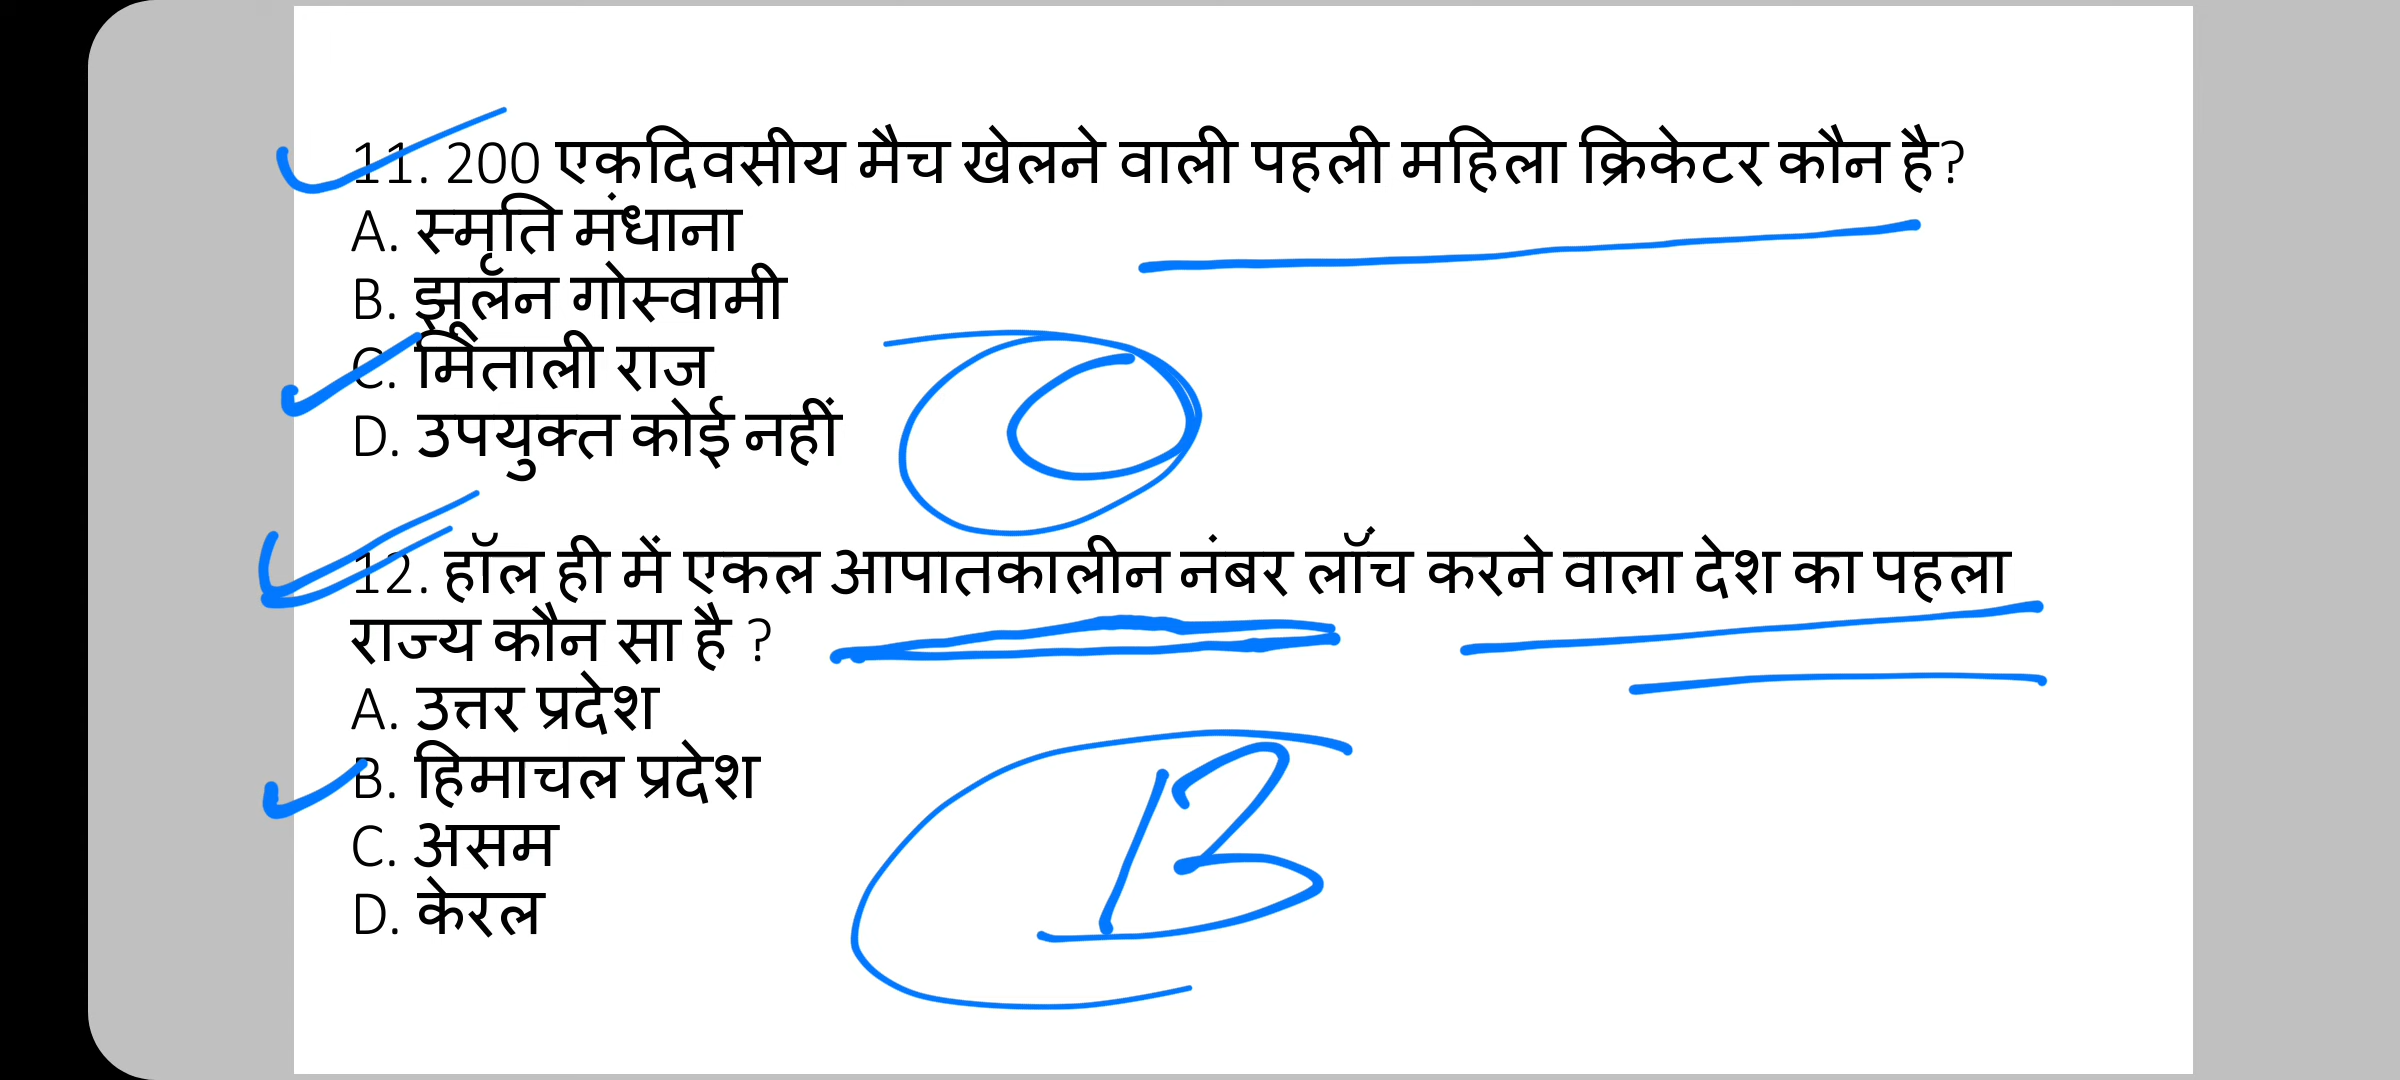 11. 200 एकदिवसीय मैच खेलने वाली पहली महिला क्रिकेटर कौन है?
A. स्मृति मंधाना
B. झूलन गोस्वामी
C. मिताली राज
D. उपयुक्त कोई नहीं
C
12. हॉल ही में एकल आपातकालीन नंबर लॉंच करने वाला देश का पहला
राज्य कौन सा है ?
A. उत्तर प्रदेश
B. हिमाचल प्रदेश
C. असम
D. केरल
B